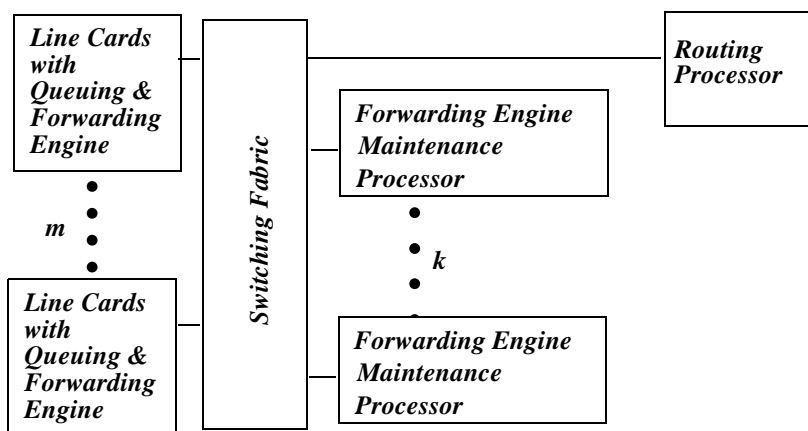 Line Cards
with
Queuing &
Forwarding
Engine
m
Line Cards
with
Queuing &
Forwarding
Engine
Switching Fabric
Forwarding Engine
Maintenance
Processor
k
Forwarding Engine
Maintenance
Processor
Routing
Processor